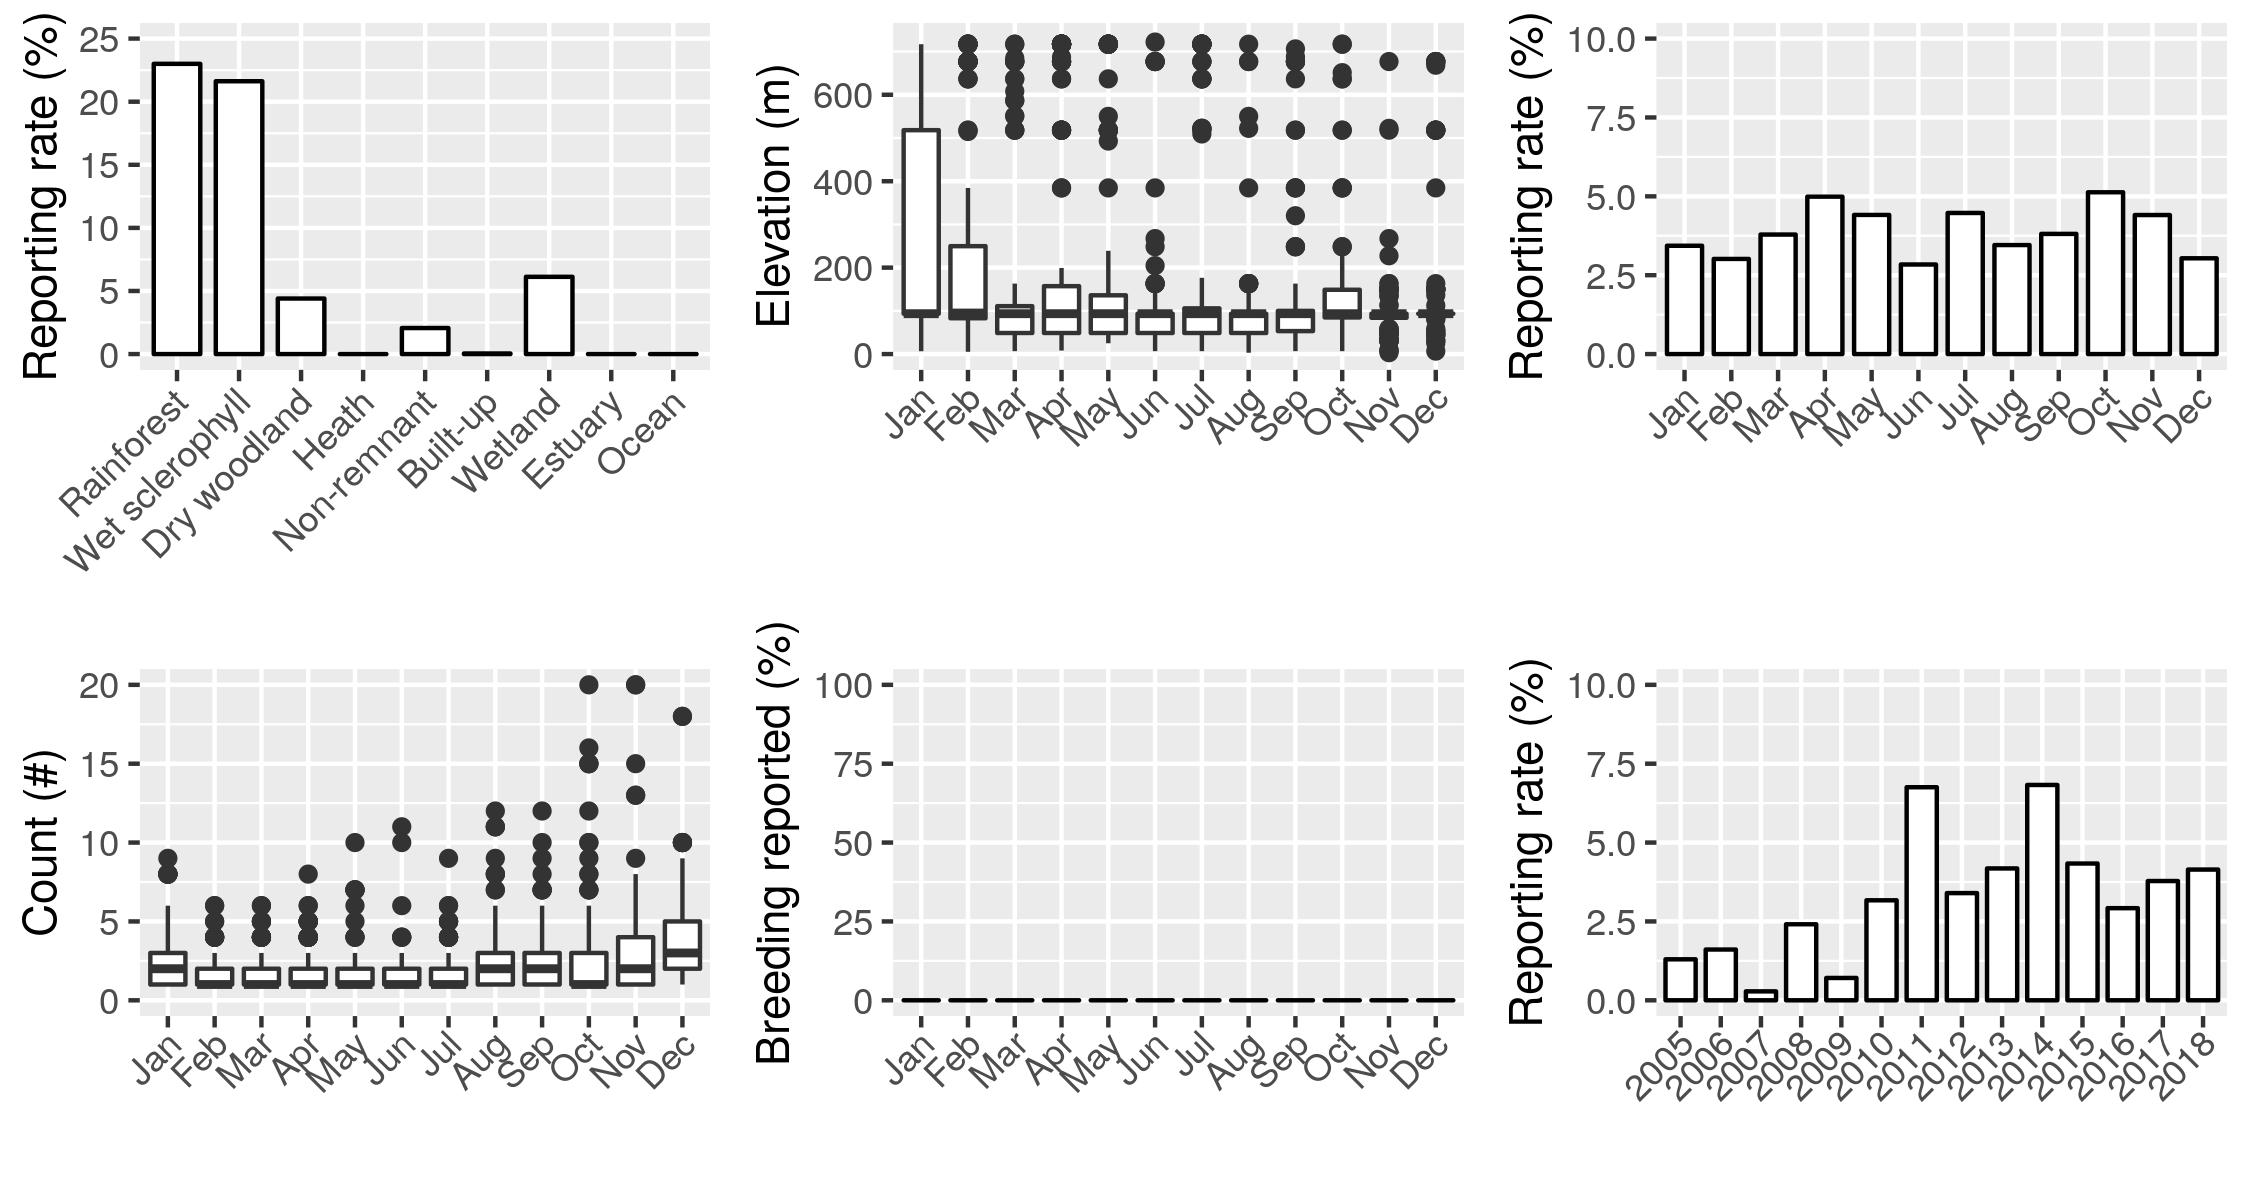 Reporting rate (%)
25
20
15
10
5
0
Rainforest
Wet sclerophyll
Dry woodland
Heath
Non-remnant
Built-up
Wetland
Estuary
Ocean
Elevation (m)
600
400
200
0
Jan
Feb
Mar
Apr
May
Jun
Jul
Aug
Sep
Oct
Nov
Dec
Reporting rate (%)
10.0
7.5
5.0
2.5
0.0
Jan
Feb
Mar
Apr
May
Jun
Jul
Aug
Sep
Oct
Nov
Dec
Count (#)
20
15
10
5
0
Jan
Feb
Mar
Apr
May
Jun
Jul
Aug
Sep
Oct
Nov
Dec
Breeding reported (%)
100
75
50
25
0
Jan
Feb
Mar
Apr
May
Jun
Jul
Aug
Sep
Oct
Nov
Dec
Reporting rate (%)
10.0
7.5
5.0
2.5
0.0
2005
2006
2007
2008
2009
2010
2011
2012
2013
2014
2015
2016
2017
2018